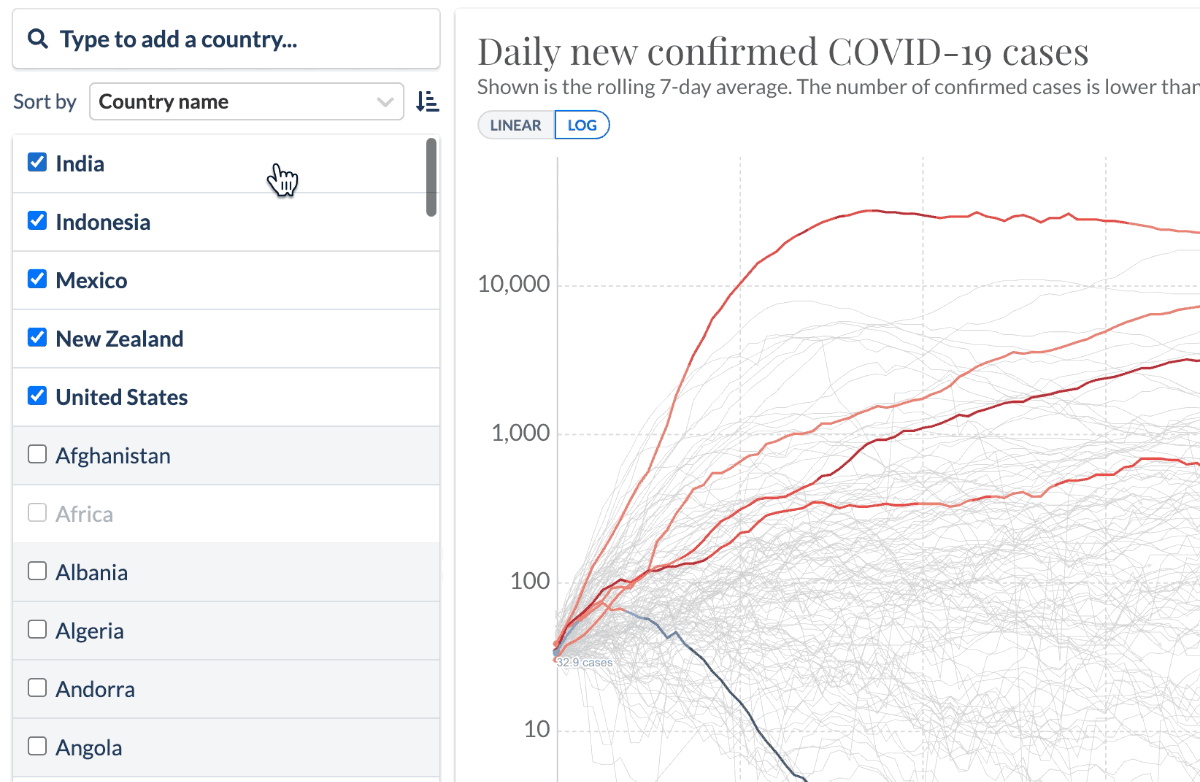 Type to add a country...
Sort by Country name
India
Indonesia
Mexico
New Zealand
United States
Afghanistan
Africa
Albania
Algeria
Andorra
Angola
Daily new confirmed COVID-19 cases
Shown is the rolling 7-day average. The number of confirmed cases is lower than
LINEAR LOG
10,000
1,000
100
32.9 cases
10